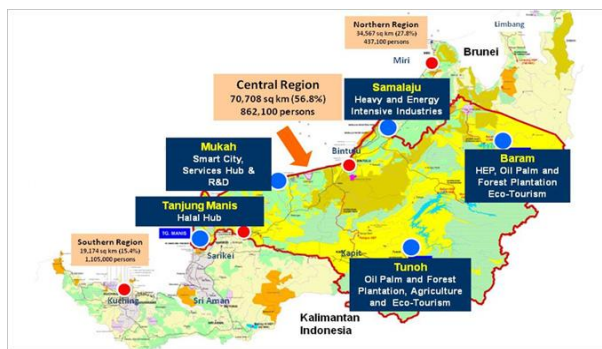 Northern Region
34,567 sq km (27.8%)
437,100 persons
Limbang
Brunei
Miri
Central Region
70,708 sq km (56.8%)
862,100 persons
Samalaju
Heavy and Energy
Intensive Industries
Mukah
Smart City,
Services Hub &
R&D
Bintulu
Baram
HEP, Oil Palm and
Forest Plantation
Eco-Tourism
Tanjung Manis
Halal Hub
TG. MANIS
Southern Region
19,174 sq km (15.4%)
1,105,000 persons
Sarikei
Kapit
Tunoh
Oil Palm and Forest
Plantation, Agriculture
and Eco-Tourism
Kuching
Sri Aman
Kalimantan
Indonesia